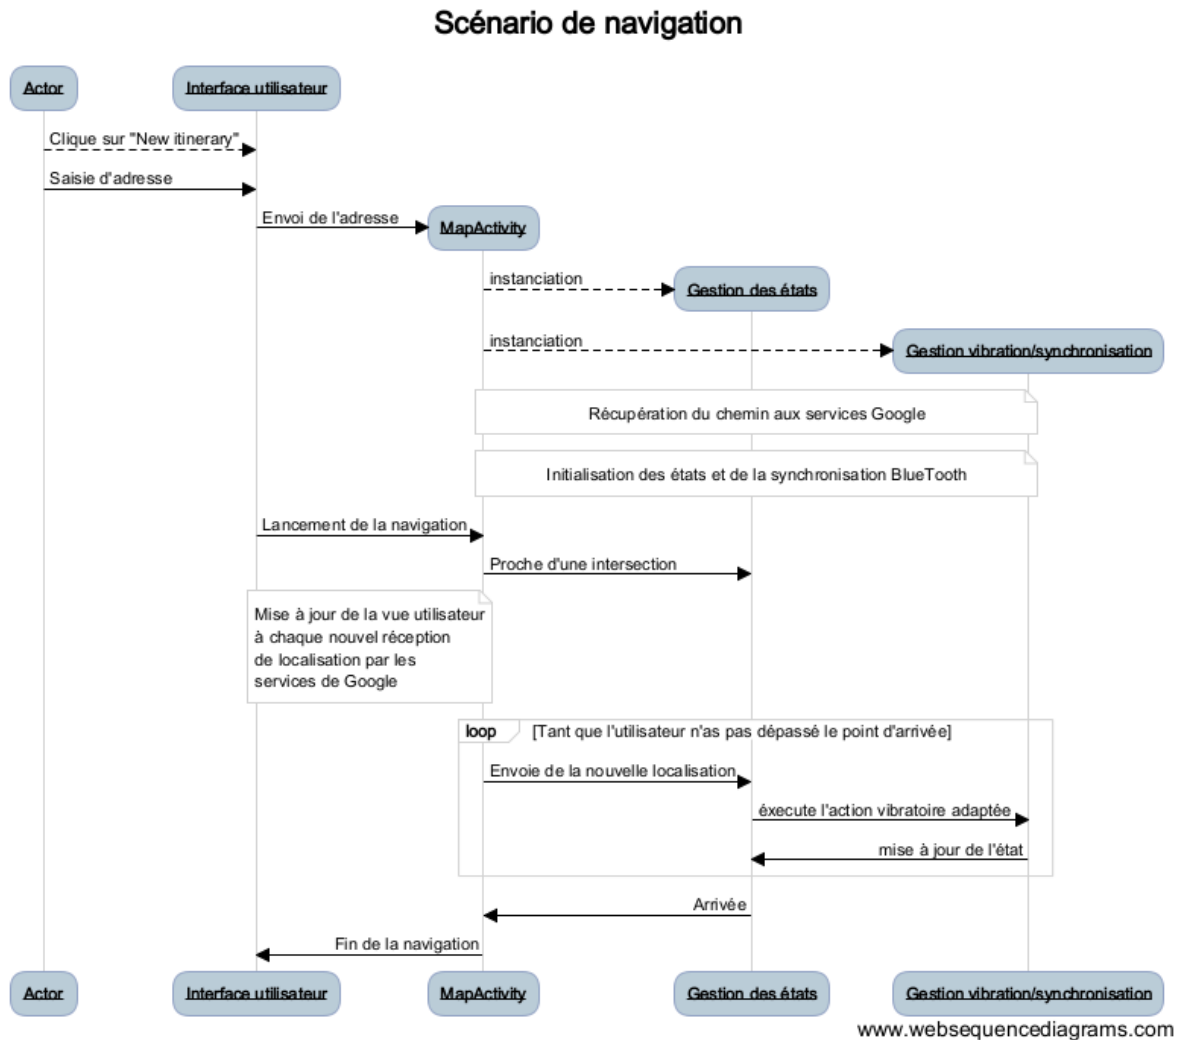 Scénario de navigation
Actor
Interface utilisateur
Clique sur "New itinerary"
Saisie d'adresse
Envoi de l'adresse
MapActivity
instanciation
Gestion des états
instanciation
Gestion vibration/synchronisation
Récupération du chemin aux services Google
Initialisation des états et de la synchronisation BlueTooth
Lancement de la navigation
Proche d'une intersection
Mise à jour de la vue utilisateur
à chaque nouvel réception
de localisation par les
services de Google
loop [Tant que l'utilisateur n'as pas dépassé le point d'arrivée]
Envoie de la nouvelle localisation
éxecute l'action vibratoire adaptée
mise à jour de l'état
Arrivée
Fin de la navigation
Actor
Interface utilisateur
MapActivity
Gestion des états
Gestion vibration/synchronisation
www.websequencediagrams.com